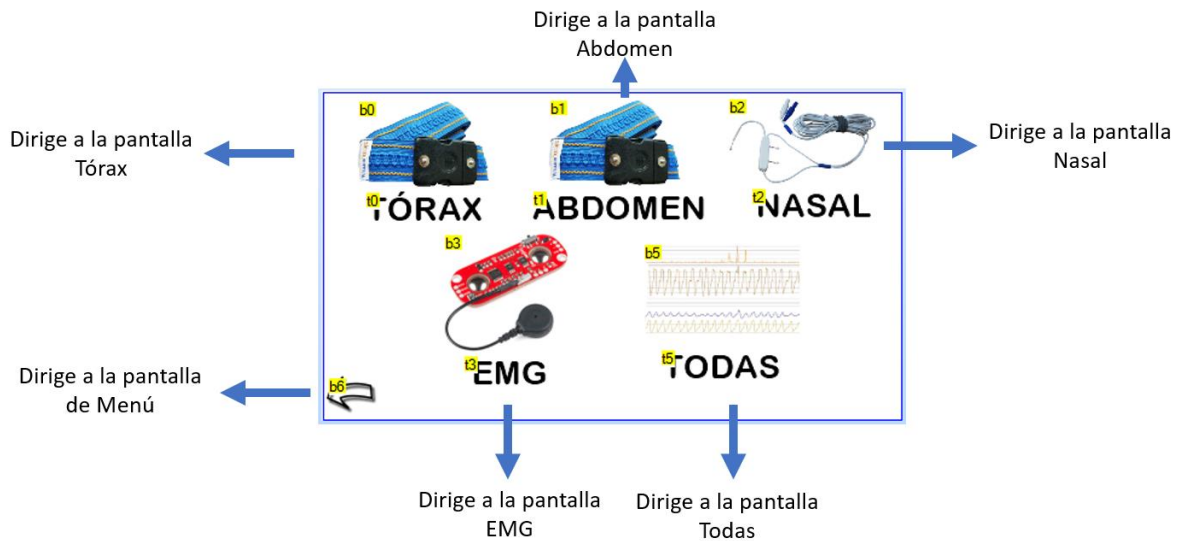 Dirige a la pantalla
Abdomen
Dirige a la pantalla
Tórax
b0
b1
b2
Dirige a la pantalla
Nasal
t0 TÓRAX
t1 ABDOMEN
t2 NASAL
b3
b5
t3 EMG
t5 TODAS
Dirige a la pantalla
de Menú
b6
Dirige a la pantalla
EMG
Dirige a la pantalla
Todas